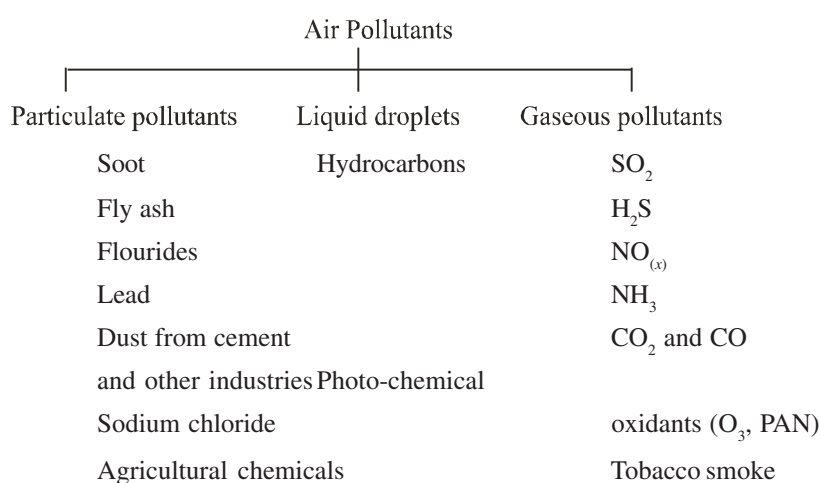 Air Pollutants
Particulate pollutants Liquid droplets Gaseous pollutants
Soot Hydrocarbons SO₂
Fly ash H₂S
Flourides NO₍ₓ₎
Lead NH₃
Dust from cement CO₂ and CO
and other industries Photo-chemical
Sodium chloride oxidants (O₃, PAN)
Agricultural chemicals Tobacco smoke